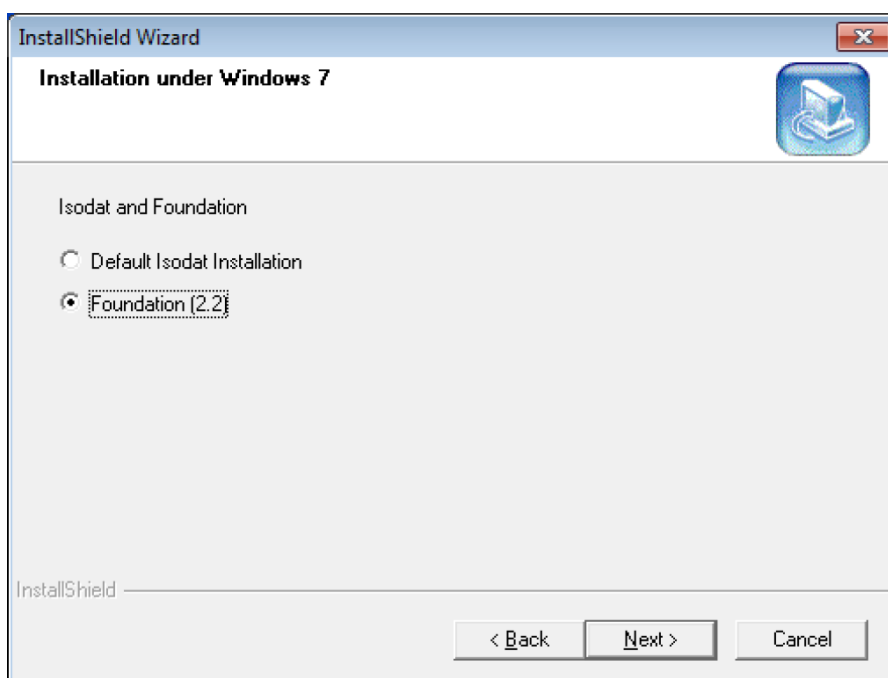 InstallShield Wizard
Installation under Windows 7
Isodat and Foundation
Default Isodat Installation
Foundation (2.2)
InstallShield
< Back Next > Cancel